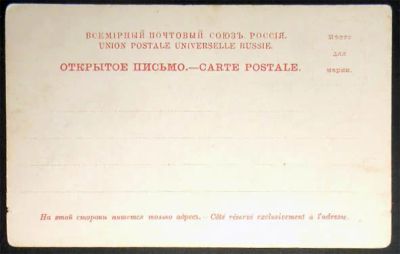 ВСЕМІРНЫЙ ПОЧТОВЫЙ СОЮЗЪ. РОССІЯ.
UNION POSTALE UNIVERSELLE RUSSIE.
Мѣсто
для
марки.
ОТКРЫТОЕ ПИСЬМО.—CARTE POSTALE.
На этой сторонѣ пишется только адресъ.- Côté réservé exclusivement à l'adresse.